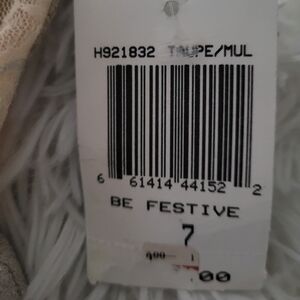 H921832 TAUPE/MUL
6 61414 44152 2
BE FESTIVE
7
00